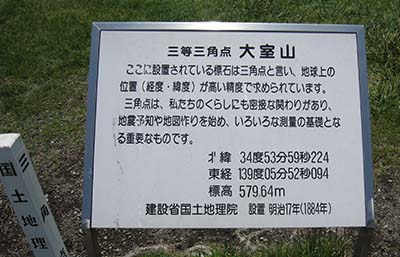 三等三角点 大室山
ここに設置されている標石は三角点と言い、地球上の
位置（経度・緯度）が高い精度で求められています。
三角点は、私たちのくらしにも密接な関わりがあり、
地震予知や地図作りを始め、いろいろな測量の基礎とな
る重要なものです。
北緯 34度53分59秒224
東経 139度05分52秒094
標高 579.64m
建設省国土地理院 設置 明治17年(1884年)
三
国土地理